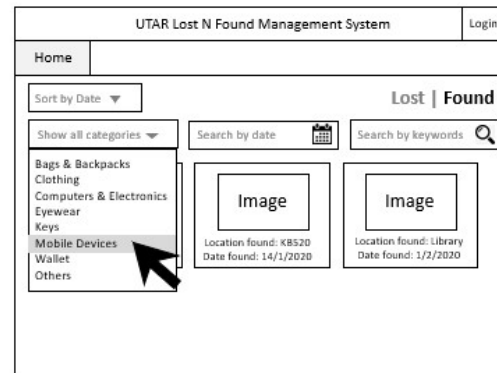 UTAR Lost N Found Management System
Login
Home
Sort by Date
Lost | Found
Show all categories
Search by date
Search by keywords
Bags & Backpacks
Clothing
Computers & Electronics
Eyewear
Keys
Mobile Devices
Wallet
Others
Image
Location found: KB520
Date found: 14/1/2020
Image
Location found: Library
Date found: 1/2/2020